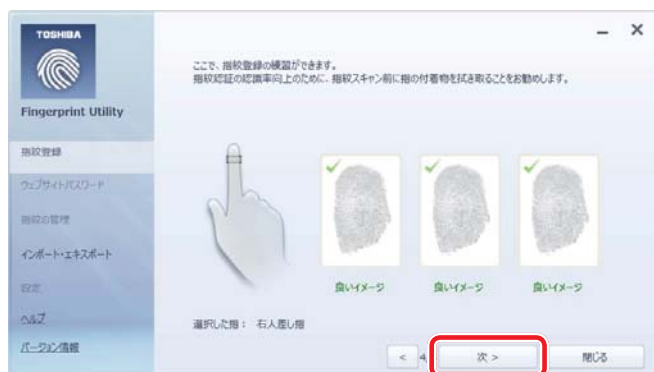 TOSHIBA
Fingerprint Utility
指紋登録
ウェブサイトパスワード
指紋の管理
インポート・エキスポート
設定
ヘルプ
バージョン情報
ここで、指紋登録の練習ができます。
指紋認証の認識率向上のために、指紋スキャン前に指の付着物を拭き取ることをお勧めします。
良いイメージ
良いイメージ
良いイメージ
選択した指： 右人差し指
< 4. 次 > 閉じる